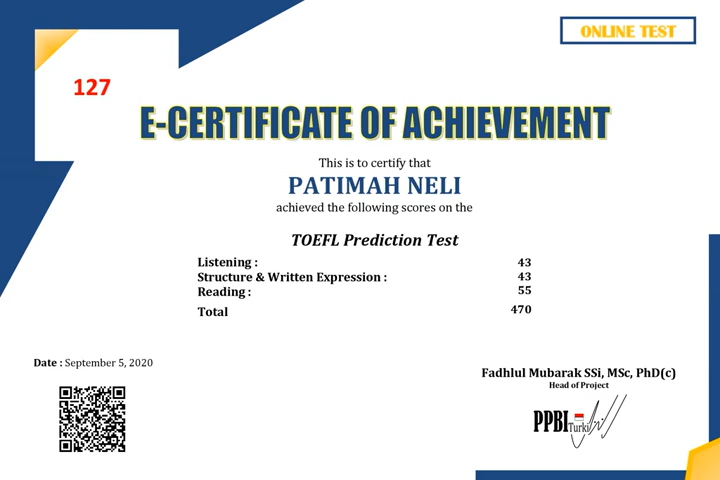 ONLINE TEST
127
E-CERTIFICATE OF ACHIEVEMENT
This is to certify that
PATIMAH NELI
achieved the following scores on the
TOEFL Prediction Test
Listening : 43
Structure & Written Expression : 43
Reading : 55
Total 470
Date : September 5, 2020
Fadhlul Mubarak SSi, MSc, PhD(c)
Head of Project
PPBI Turki